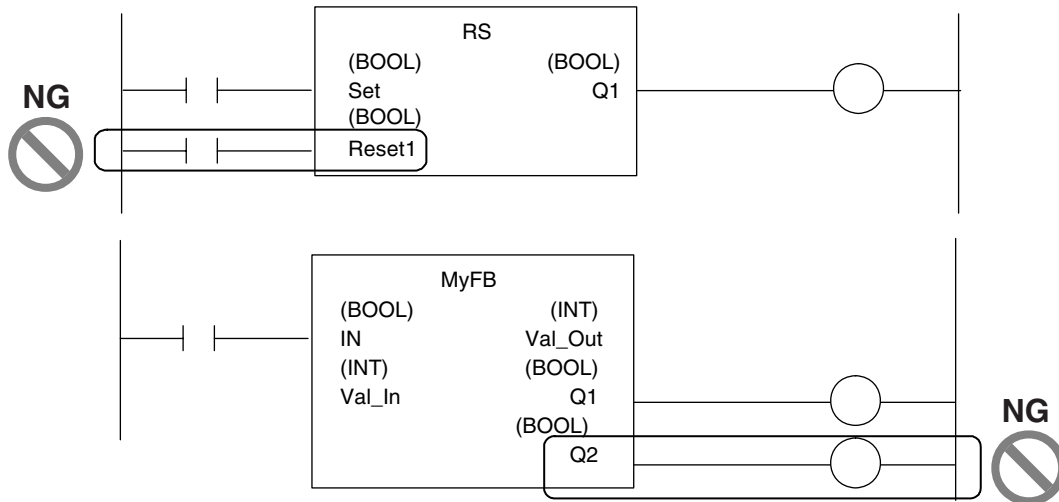 RS
(BOOL) (BOOL)
Set Q1
(BOOL)
Reset1
NG
MyFB
(BOOL) (INT)
IN Val_Out
(INT) (BOOL)
Val_In Q1
(BOOL)
Q2
NG